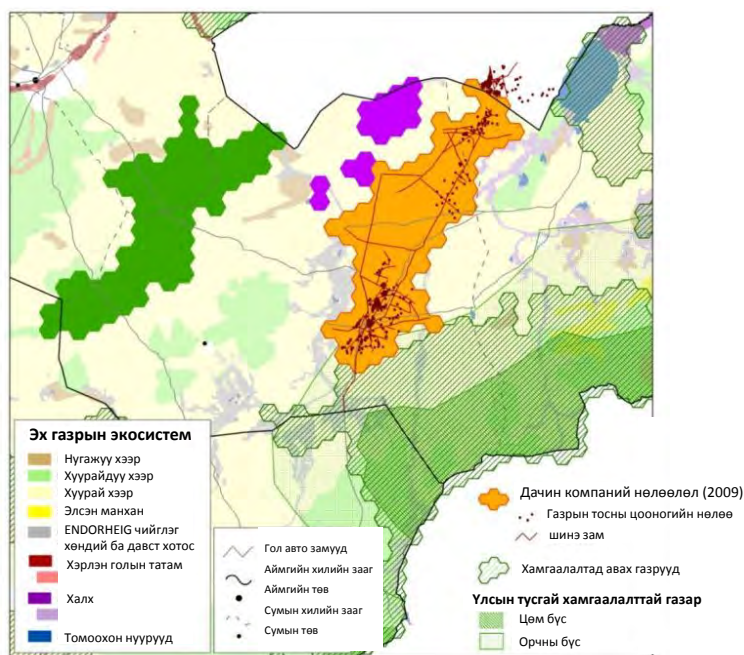 Эх газрын экосистем
Нугажуу хээр
Хуурайдуу хээр
Хуурай хээр
Элсэн манхан
ENDORHEIG чийглэг
хөндий ба давст хотос
Хэрлэн голын татам
Халх
Томоохон нуурууд
Гол авто замууд
Аймгийн хилийн зааг
Аймгийн төв
Сумын хилийн зааг
Сумын төв
Дачин компаний нөлөөлөл (2009)
Газрын тосны цооногийн нөлөө
шинэ зам
Хамгаалалтад авах газрууд
Үлсын тусгай хамгаалалттай газар
Цөм бүс
Орчны бүс